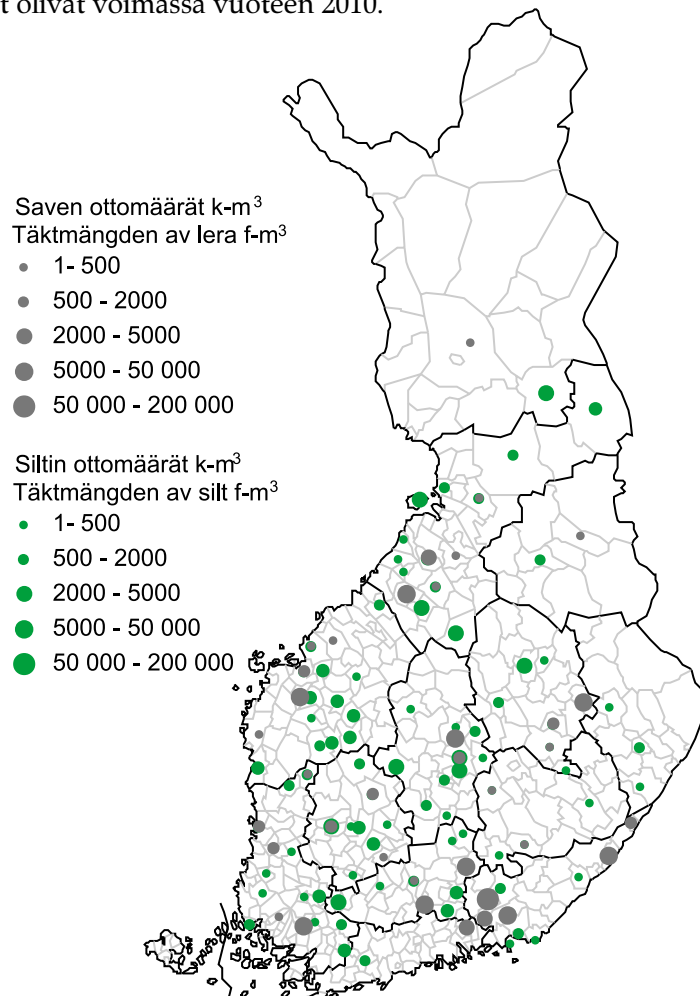 t olivat voimassa vuoteen 2010.
Saven ottomäärät k-m³
Täktmängden av lera f-m³
1- 500
500 - 2000
2000 - 5000
5000 - 50 000
50 000 - 200 000
Siltin ottomäärät k-m³
Täktmängden av silt f-m³
1- 500
500 - 2000
2000 - 5000
5000 - 50 000
50 000 - 200 000